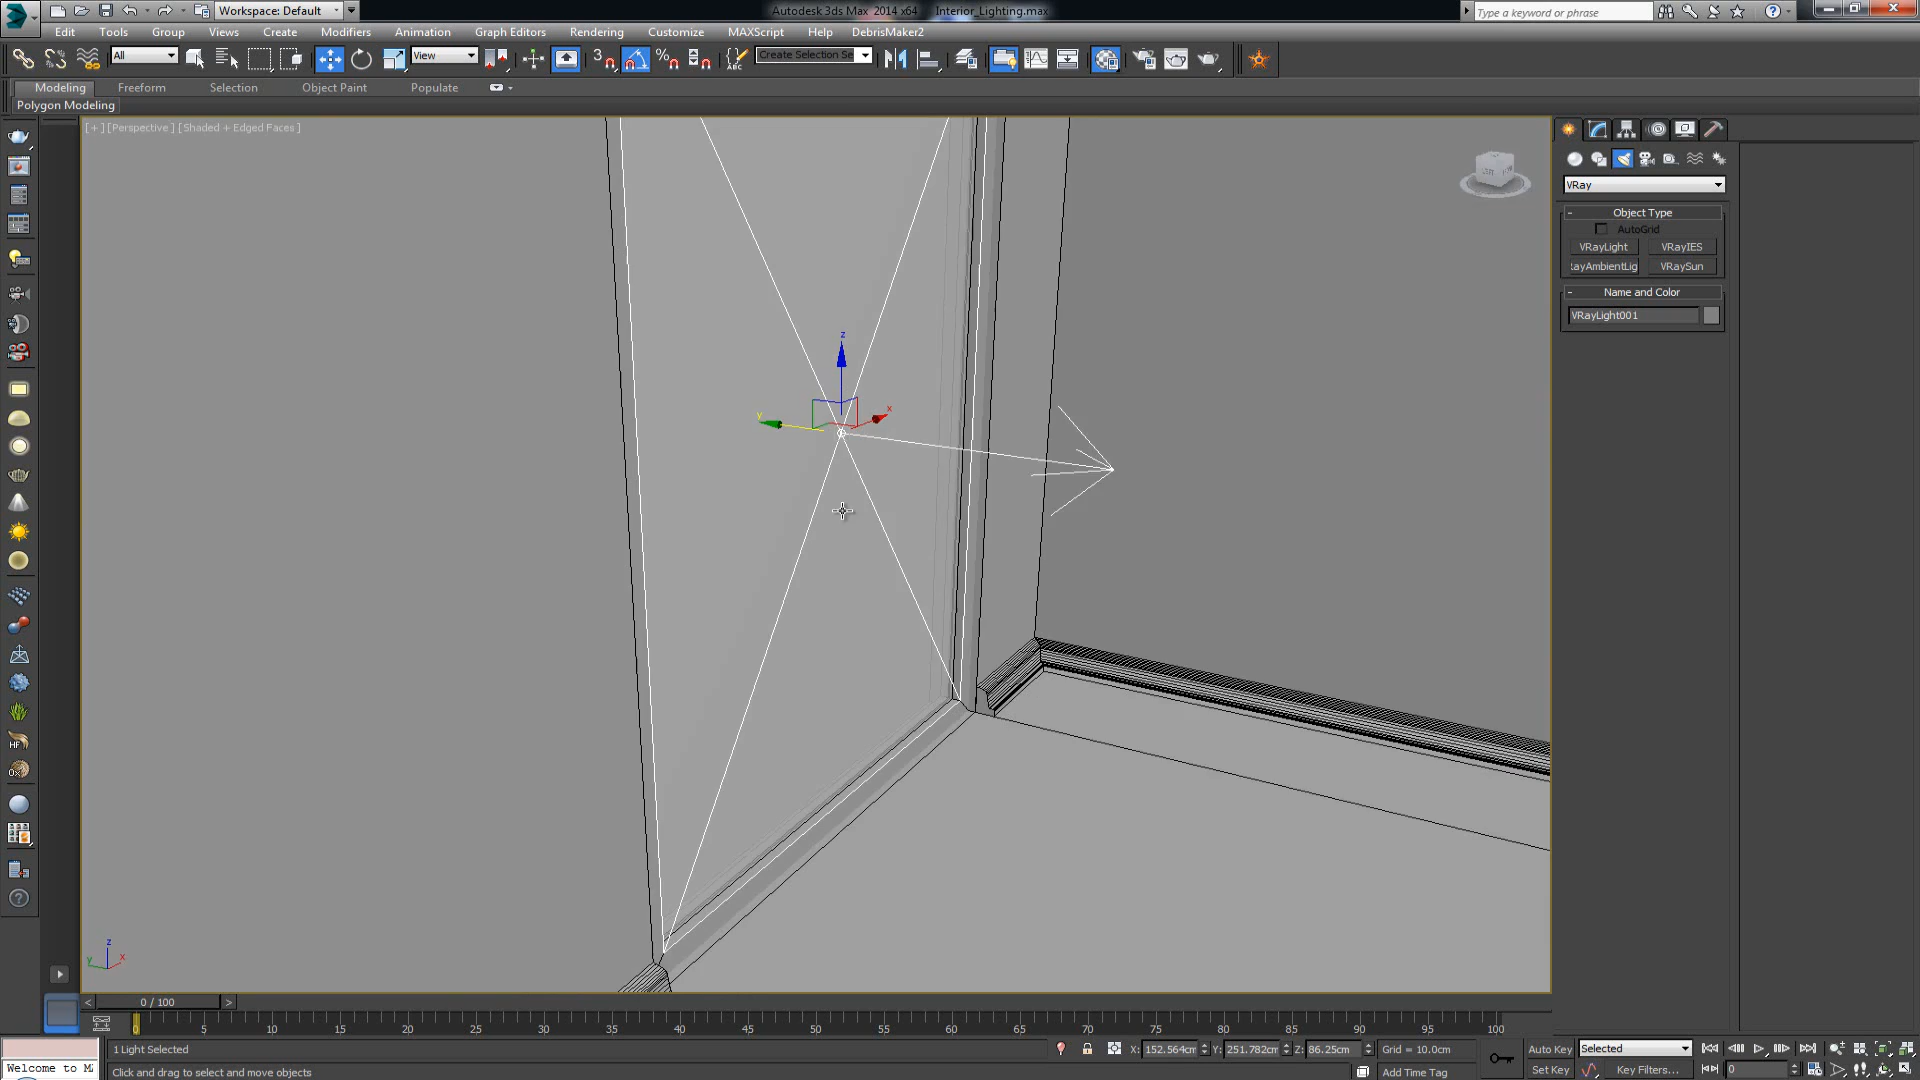 Workspace: Default
Autodesk 3ds Max 2014 x64 Interior_Lighting.max
Type a keyword or phrase
Edit Tools Group Views Create Modifiers Animation Graph Editors Rendering Customize MAXScript Help DebrisMaker2
All View Create Selection Se
Modeling Freeform Selection Object Paint Populate
Polygon Modeling
[+] [Perspective] [Shaded + Edged Faces]
VRay
- Object Type
AutoGrid
VRayLight VRayIES
RayAmbientLig VRaySun
- Name and Color
VRayLight001
z
y
x
z
y
x
< 0 / 100 >
0 5 10 15 20 25 30 35 40 45 50 55 60 65 70 75 80 85 90 95 100
1 Light Selected X: 152.564cm Y: 251.782cm Z: 86.25cm Grid = 10.0cm Auto Key Selected
Welcome to MA Click and drag to select and move objects Add Time Tag Set Key Key Filters... 0